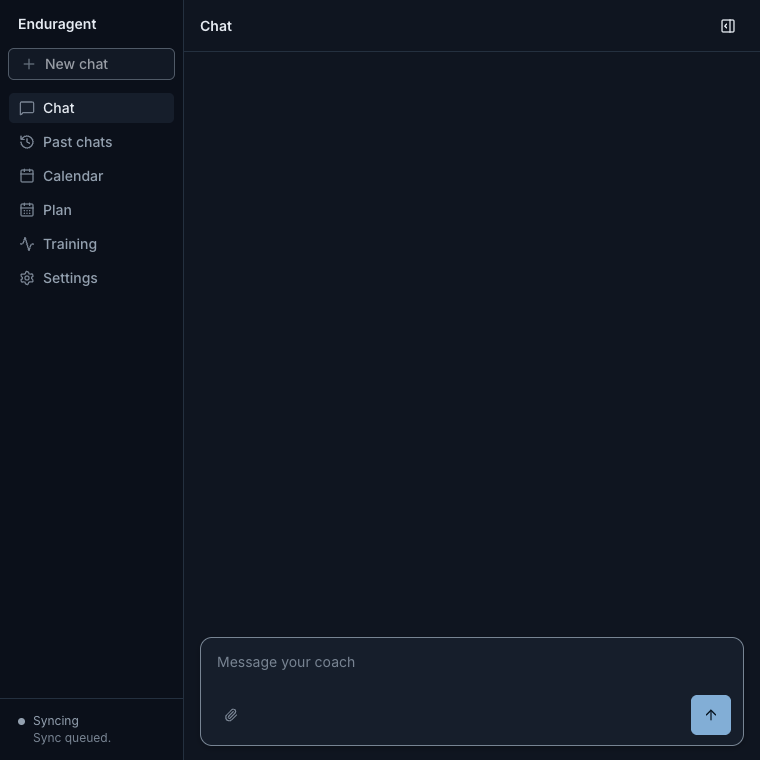 Enduragent
New chat
Chat
Past chats
Calendar
Plan
Training
Settings
Syncing
Sync queued.
Chat
Message your coach